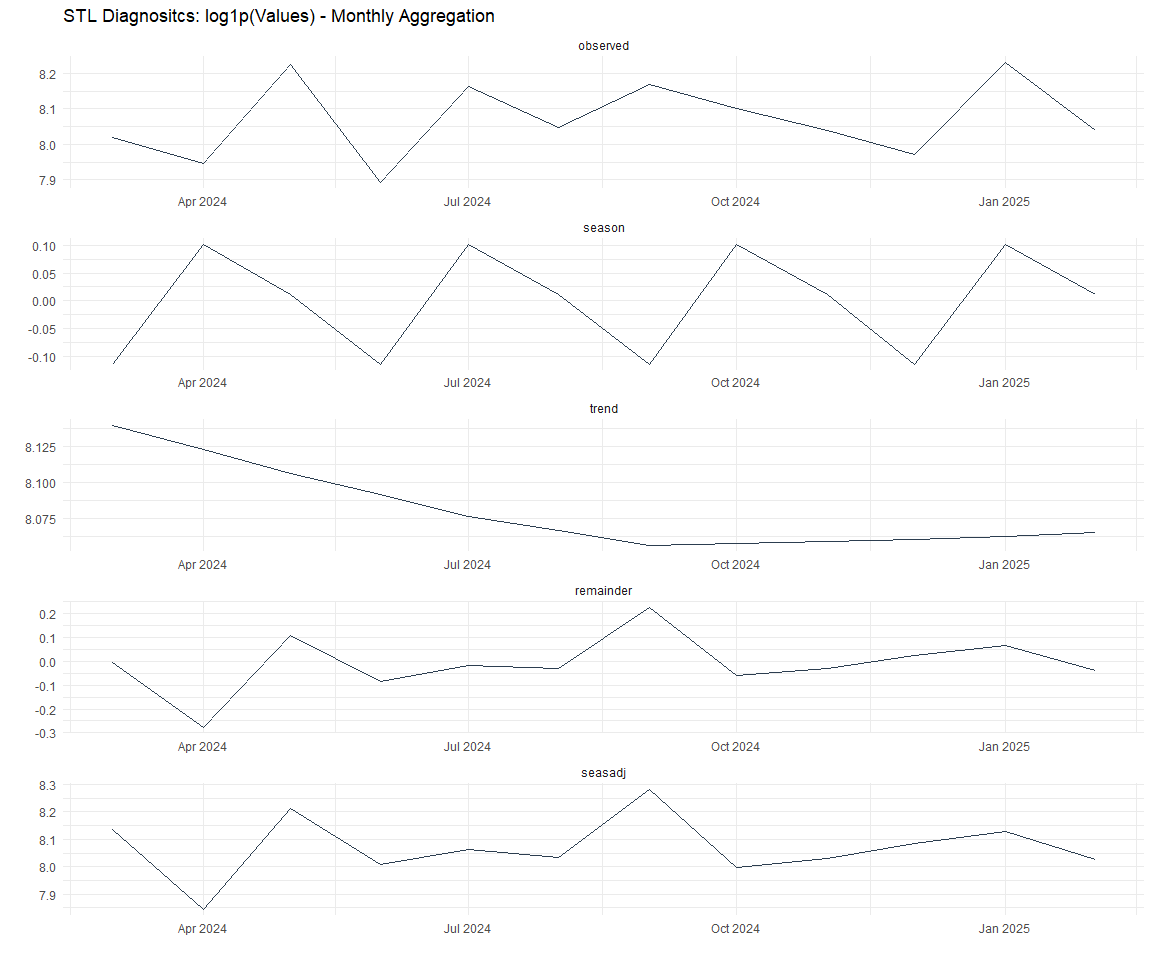 STL Diagnositcs: log1p(Values) - Monthly Aggregation
observed
8.2
8.1
8.0
7.9
Apr 2024 Jul 2024 Oct 2024 Jan 2025
season
0.10
0.05
0.00
-0.05
-0.10
Apr 2024 Jul 2024 Oct 2024 Jan 2025
trend
8.125
8.100
8.075
Apr 2024 Jul 2024 Oct 2024 Jan 2025
remainder
0.2
0.1
0.0
-0.1
-0.2
-0.3
Apr 2024 Jul 2024 Oct 2024 Jan 2025
seasadj
8.3
8.2
8.1
8.0
7.9
Apr 2024 Jul 2024 Oct 2024 Jan 2025